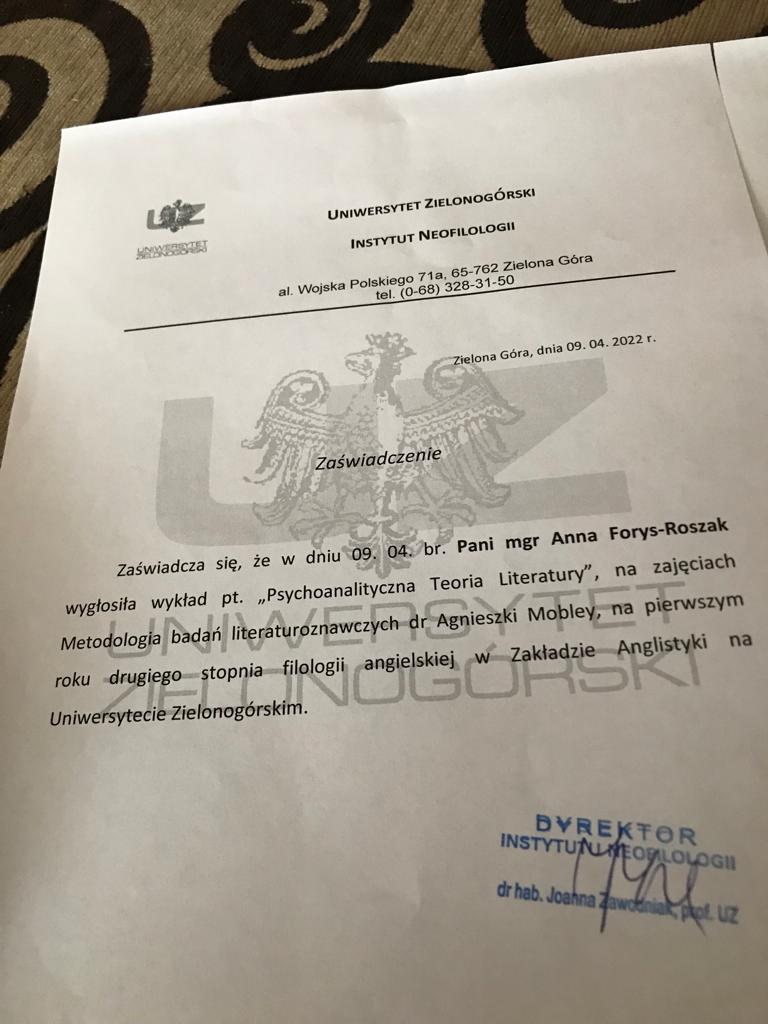 UZ
UNIWERSYTET
ZIELONOGÓRSKI
UNIWERSYTET ZIELONOGÓRSKI
INSTYTUT NEOFILOLOGII
al. Wojska Polskiego 71a, 65-762 Zielona Góra
tel. (0-68) 328-31-50
Zielona Góra, dnia 09. 04. 2022 r.
UZ
UNIWERSYTET
ZIELONOGÓRSKI
Zaświadczenie
Zaświadcza się, że w dniu 09. 04. br. Pani mgr Anna Forys-Roszak
wygłosiła wykład pt. „Psychoanalityczna Teoria Literatury”, na zajęciach
Metodologia badań literaturoznawczych dr Agnieszki Mobley, na pierwszym
roku drugiego stopnia filologii angielskiej w Zakładzie Anglistyki na
Uniwersytecie Zielonogórskim.
DYREKTOR
INSTYTUTU NEOFILOLOGII
dr hab. Joanna Zawodniak, prof. UZ